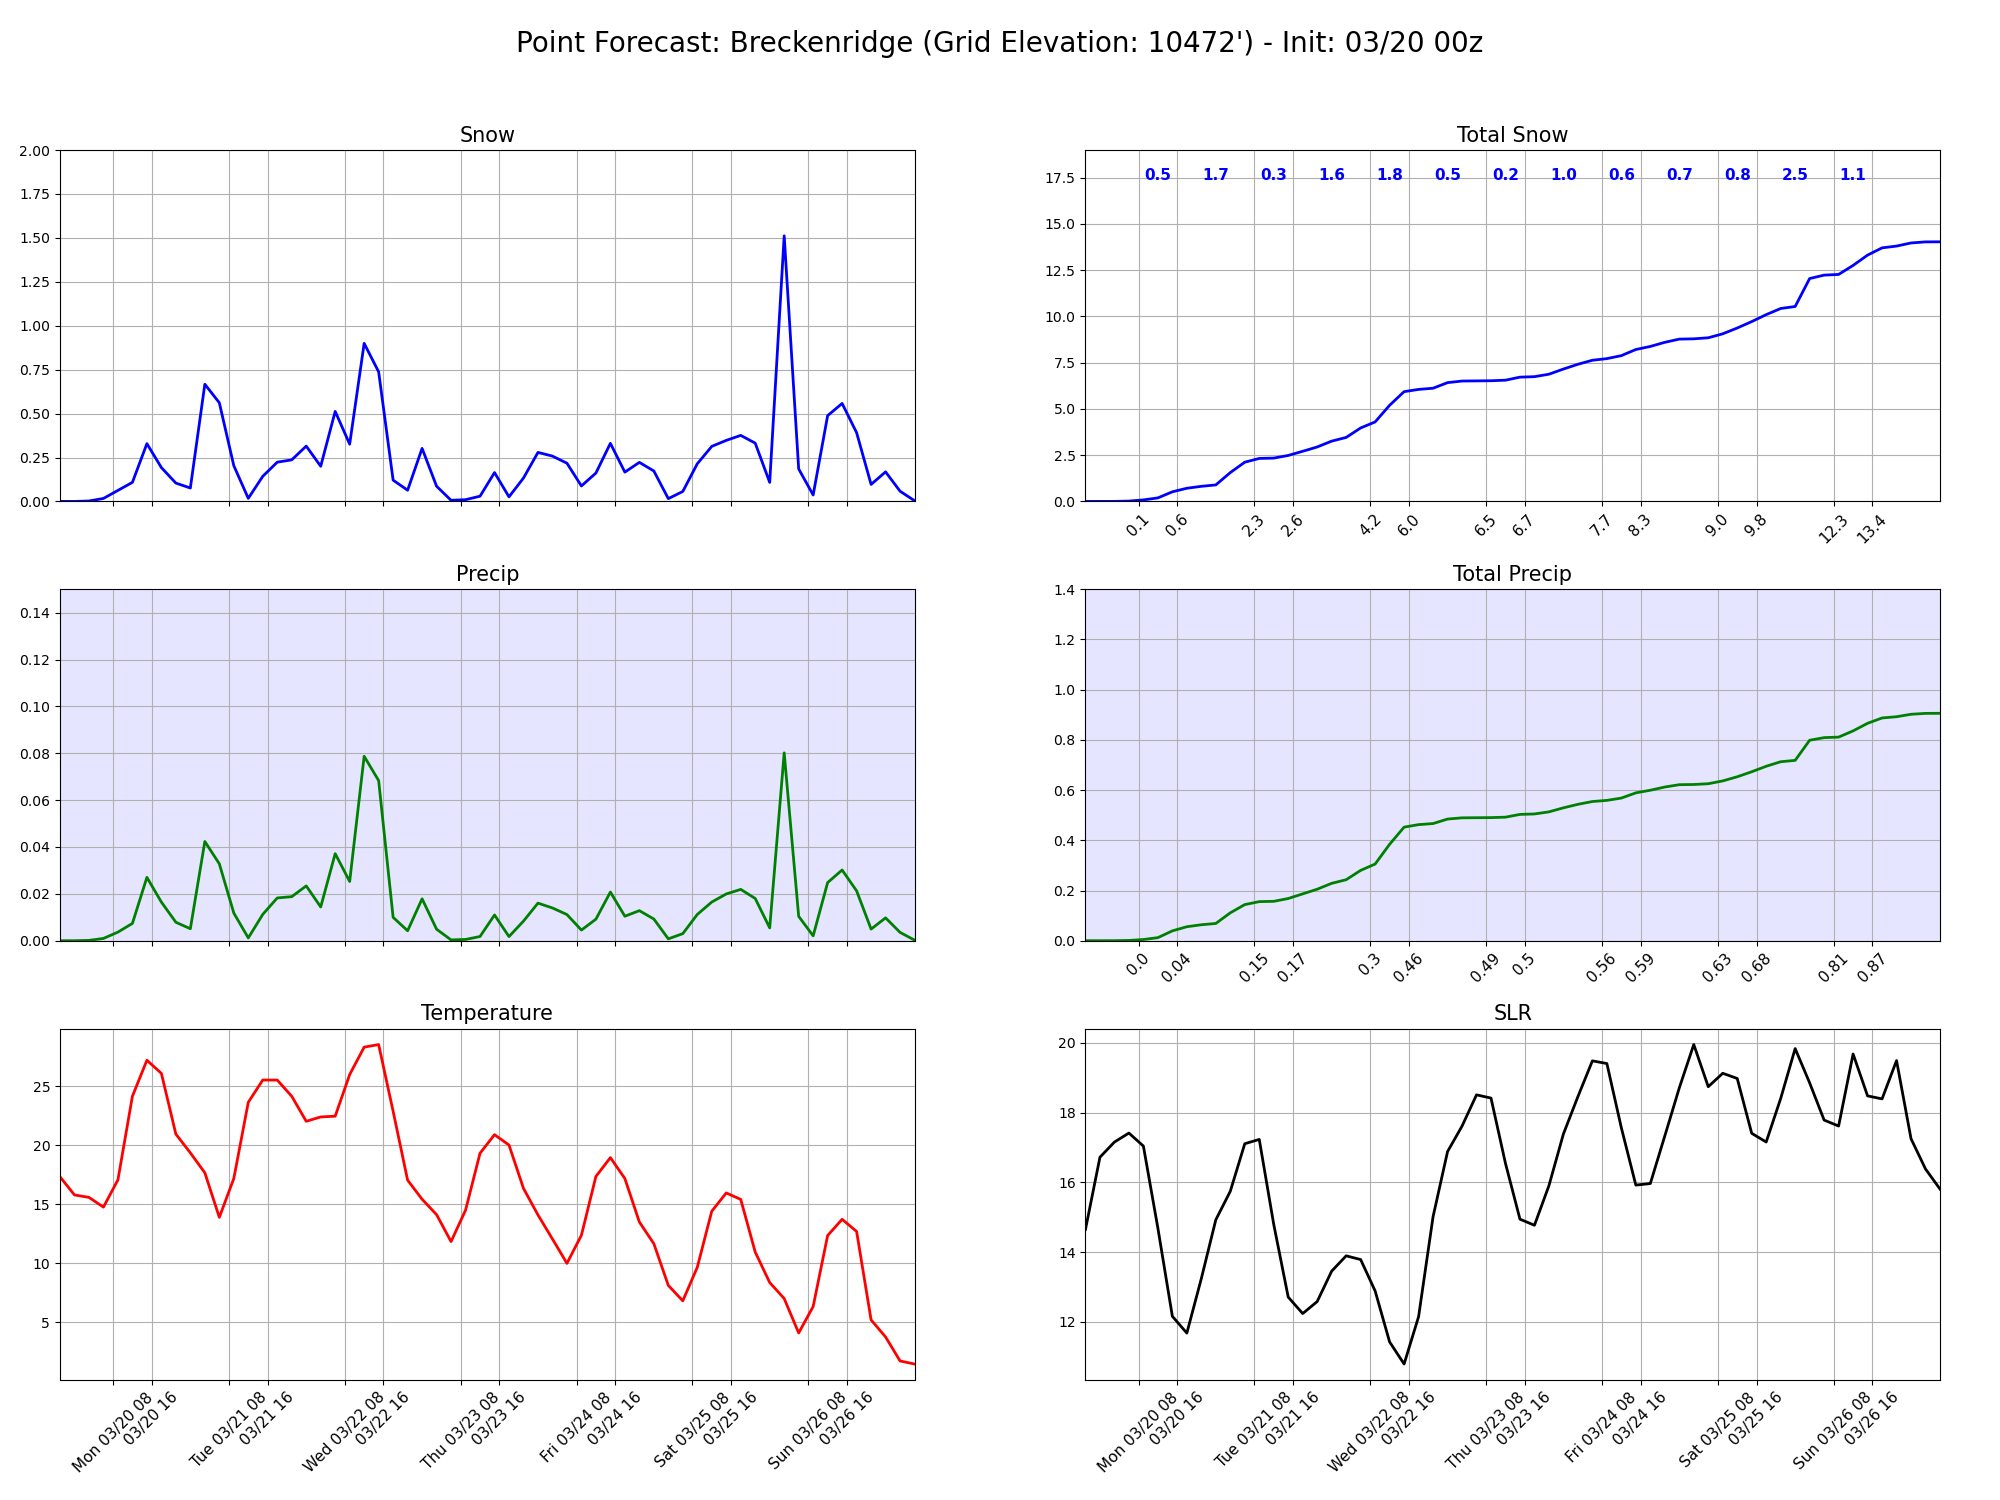 Point Forecast: Breckenridge (Grid Elevation: 10472') - Init: 03/20 00z
Snow
2.00
1.75
1.50
1.25
1.00
0.75
0.50
0.25
0.00
Total Snow
0.5 1.7 0.3 1.6 1.8 0.5 0.2 1.0 0.6 0.7 0.8 2.5 1.1
17.5
15.0
12.5
10.0
7.5
5.0
2.5
0.0
0.1 0.6 2.3 2.6 4.2 6.0 6.5 6.7 7.7 8.3 9.0 9.8 12.3 13.4
Precip
0.14
0.12
0.10
0.08
0.06
0.04
0.02
0.00
Total Precip
1.4
1.2
1.0
0.8
0.6
0.4
0.2
0.0
0.0 0.04 0.15 0.17 0.3 0.46 0.49 0.5 0.56 0.59 0.63 0.68 0.81 0.87
Temperature
25
20
15
10
5
Mon 03/20 08
03/20 16
Tue 03/21 08
03/21 16
Wed 03/22 08
03/22 16
Thu 03/23 08
03/23 16
Fri 03/24 08
03/24 16
Sat 03/25 08
03/25 16
Sun 03/26 08
03/26 16
SLR
20
18
16
14
12
Mon 03/20 08
03/20 16
Tue 03/21 08
03/21 16
Wed 03/22 08
03/22 16
Thu 03/23 08
03/23 16
Fri 03/24 08
03/24 16
Sat 03/25 08
03/25 16
Sun 03/26 08
03/26 16